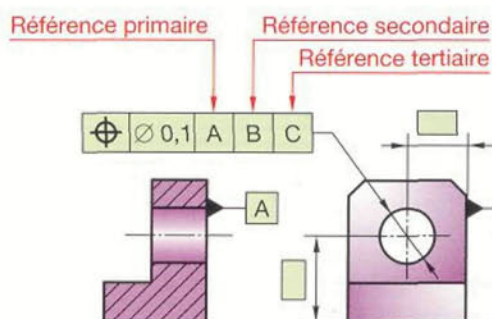 Référence primaire
Référence secondaire
Référence tertiaire
⌖ ∅ 0,1 A B C
A